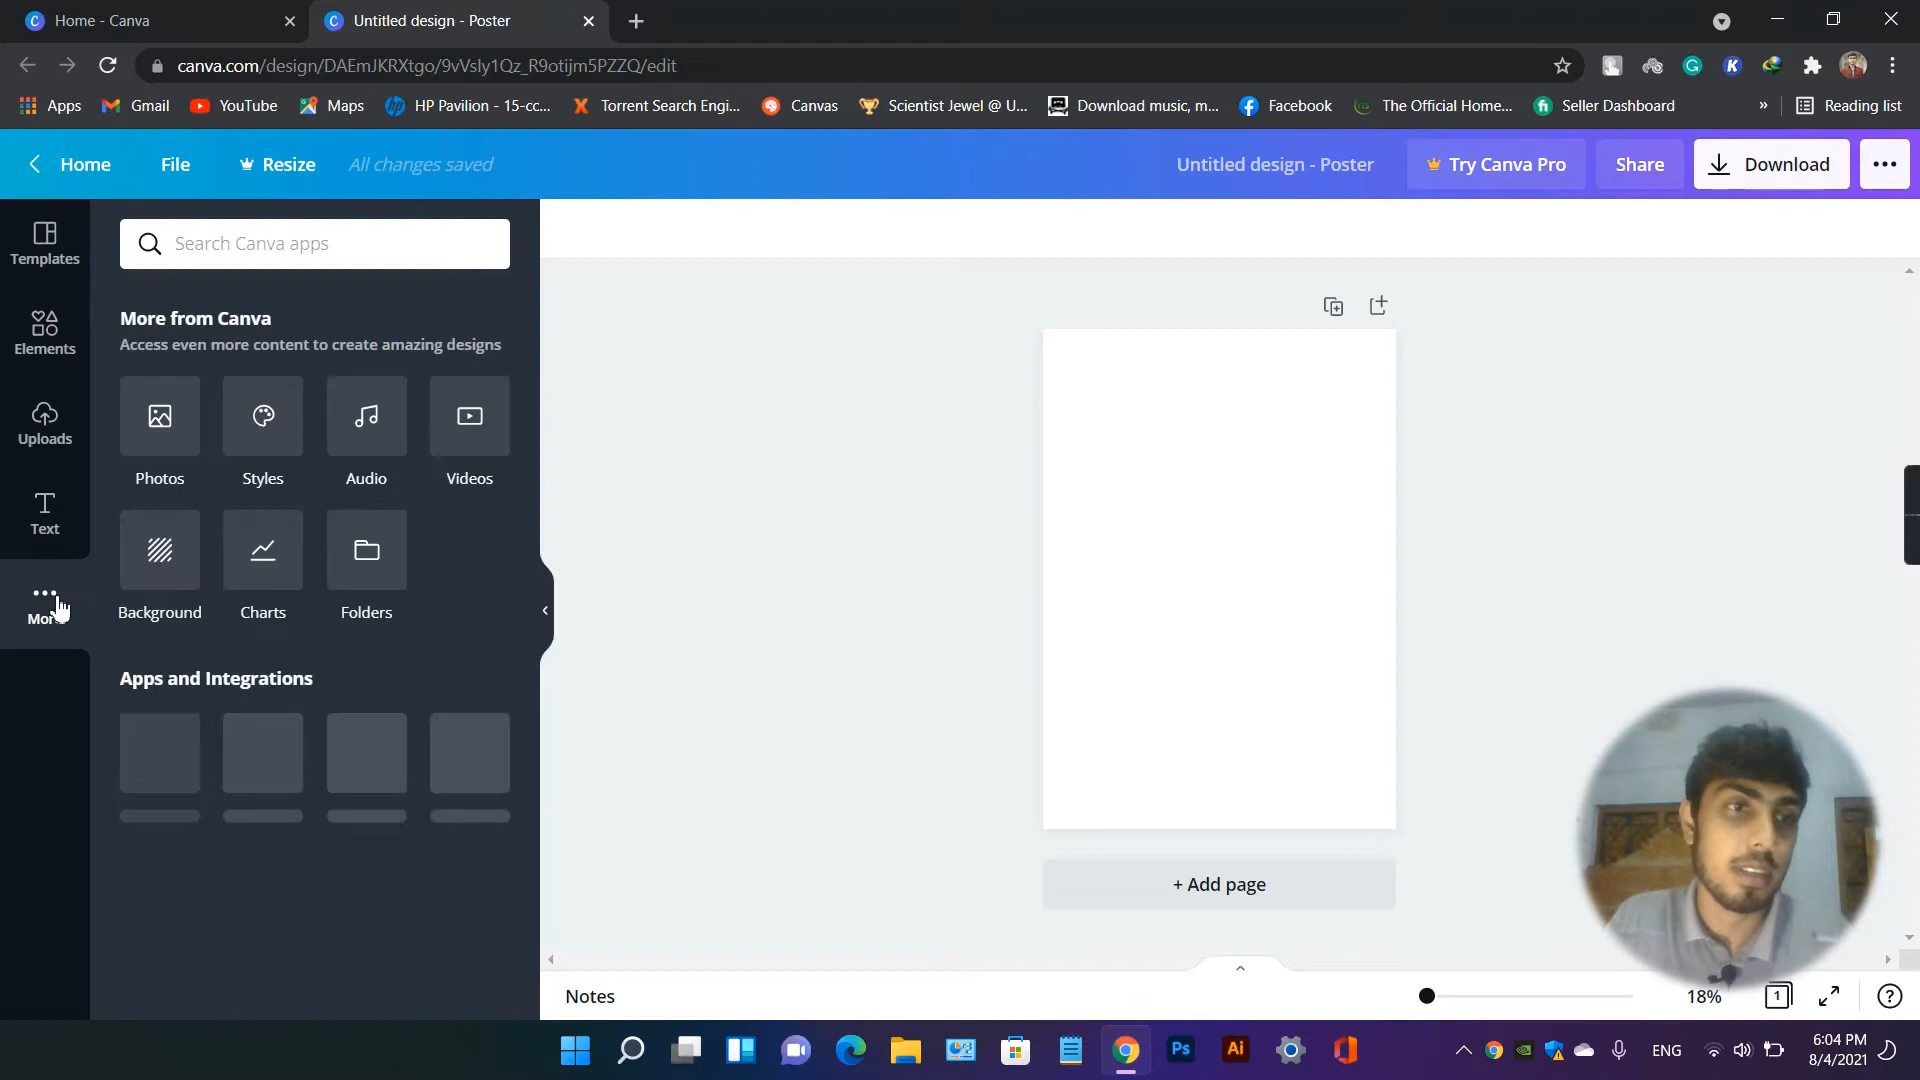 Home - Canva
Untitled design - Poster
canva.com/design/DAEmJKRXtgo/9vVsly1Qz_R9otijm5PZZQ/edit
Apps Gmail YouTube Maps HP Pavilion - 15-cc... Torrent Search Engi... Canvas Scientist Jewel @ U... Download music, m... Facebook The Official Home... Seller Dashboard » Reading list
Home File Resize All changes saved Untitled design - Poster Try Canva Pro Share Download
Templates
Elements
Uploads
Text
Search Canva apps
More from Canva
Access even more content to create amazing designs
Photos Styles Audio Videos
Background Charts Folders
Apps and Integrations
+ Add page
Notes 18% 1
Ps Ai ENG
6:04 PM
8/4/2021